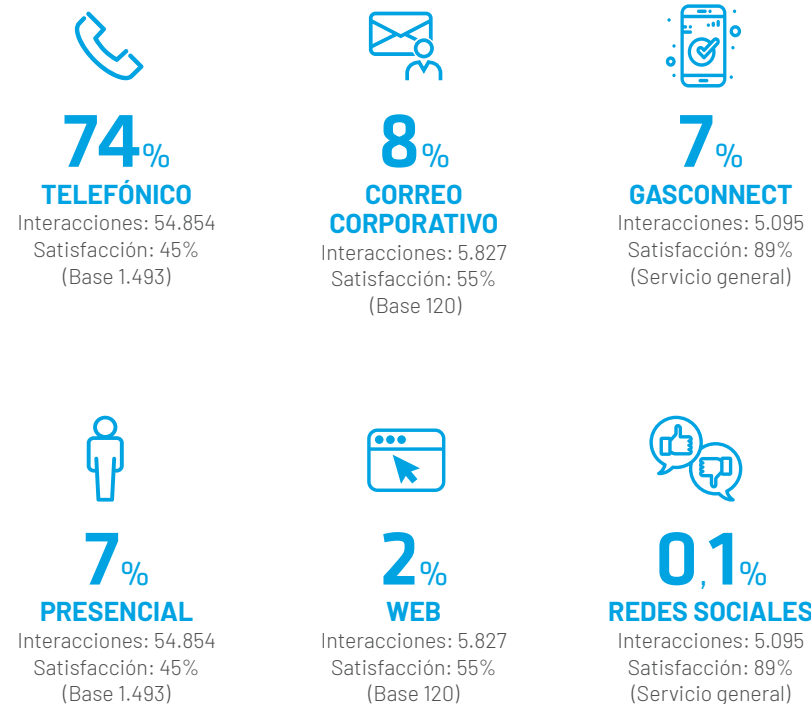 74%
TELEFÓNICO
Interacciones: 54.854
Satisfacción: 45%
(Base 1.493)
8%
CORREO
CORPORATIVO
Interacciones: 5.827
Satisfacción: 55%
(Base 120)
7%
GASCONNECT
Interacciones: 5.095
Satisfacción: 89%
(Servicio general)
7%
PRESENCIAL
Interacciones: 54.854
Satisfacción: 45%
(Base 1.493)
2%
WEB
Interacciones: 5.827
Satisfacción: 55%
(Base 120)
0,1%
REDES SOCIALES
Interacciones: 5.095
Satisfacción: 89%
(Servicio general)